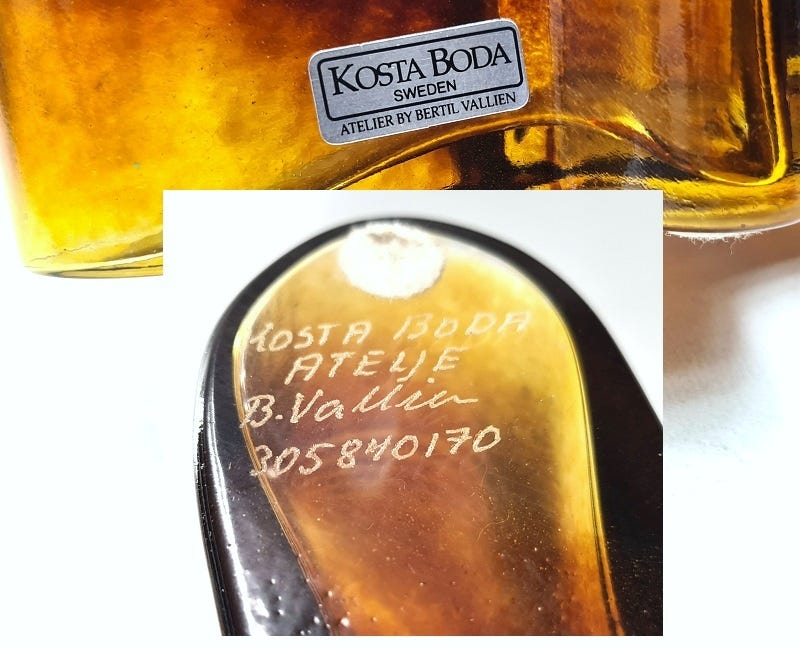 KOSTA BODA
SWEDEN
ATELIER BY BERTIL VALLIEN
KOSTA BODA
ATELJE
B. Vallien
305840170